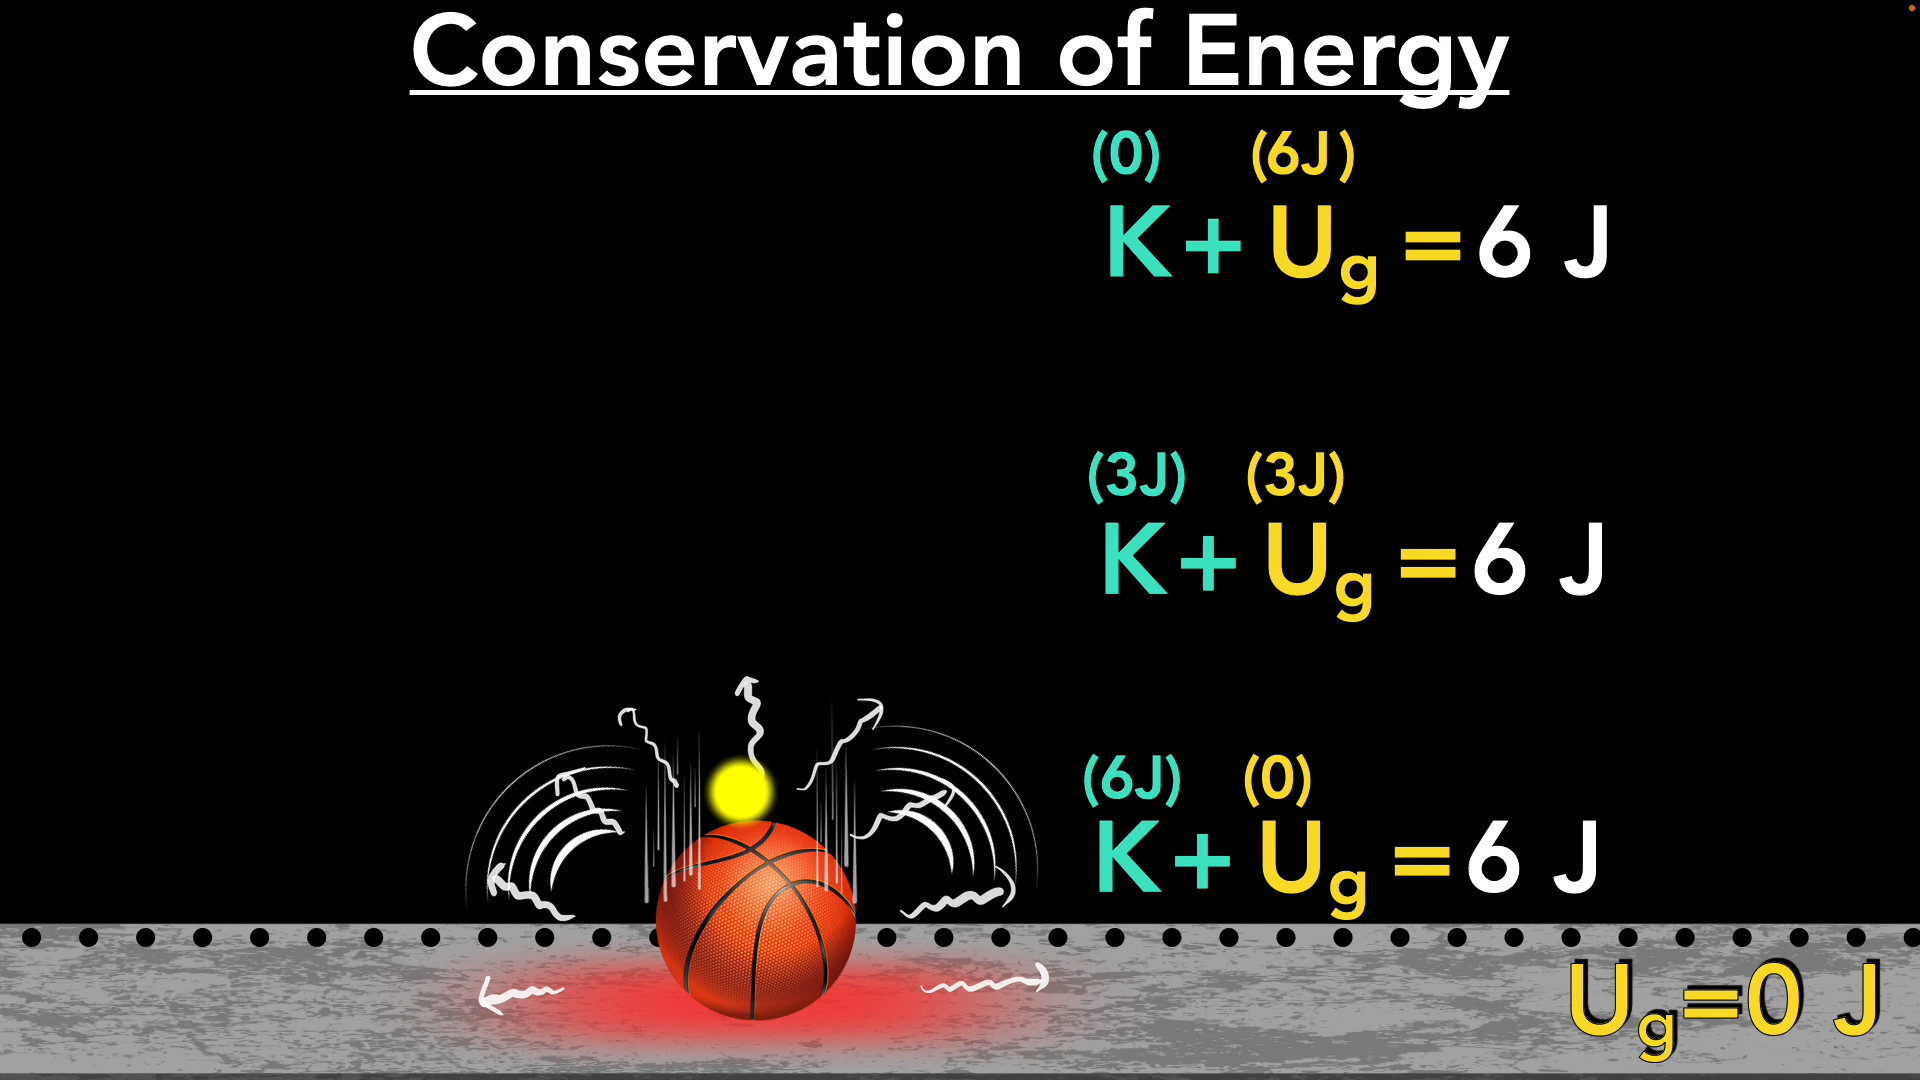 Conservation of Energy
(0) (6J)
K + Ug = 6 J
(3J) (3J)
K + Ug = 6 J
(6J) (0)
K + Ug = 6 J
Ug=0 J